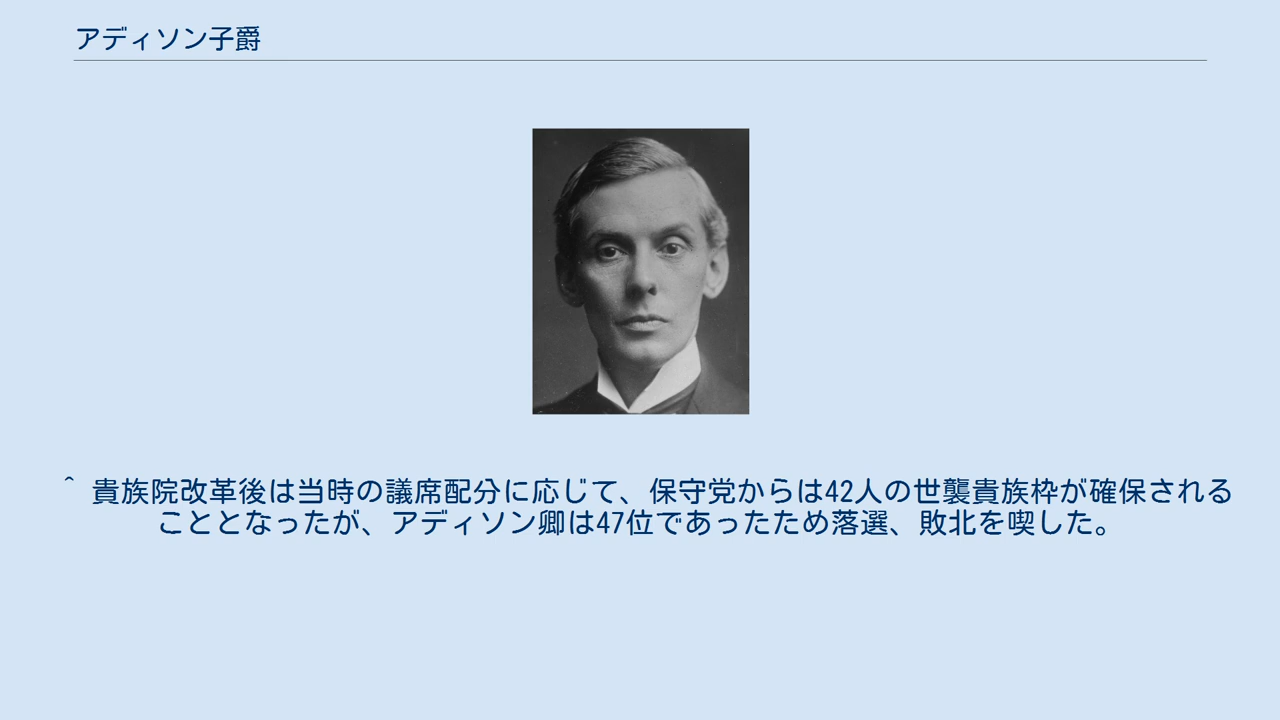 アディソン子爵
^ 貴族院改革後は当時の議席配分に応じて、保守党からは42人の世襲貴族枠が確保される
こととなったが、アディソン卿は47位であったため落選、敗北を喫した。